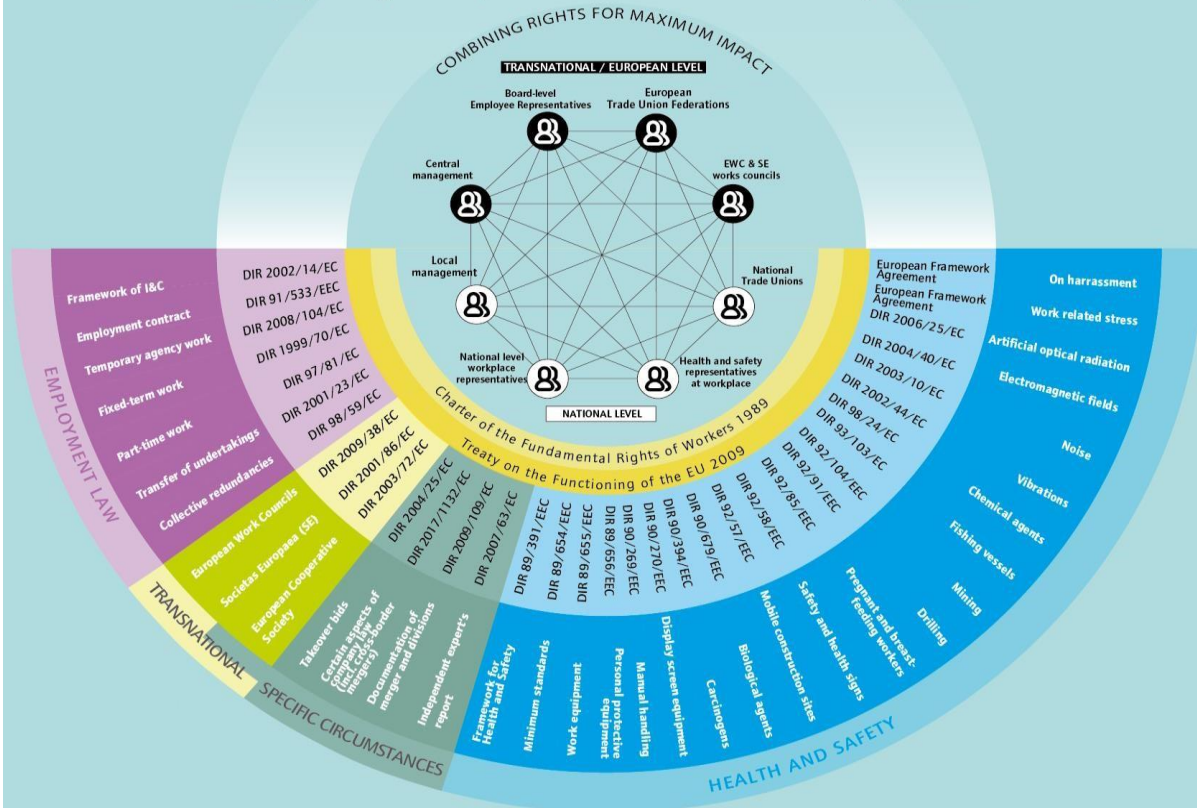 COMBINING RIGHTS FOR MAXIMUM IMPACT
TRANSNATIONAL / EUROPEAN LEVEL
Board-level
Employee Representatives
European
Trade Union Federations
Central
management
EWC & SE
works councils
Local
management
National
Trade Unions
National level
workplace
representatives
Health and safety
representatives
at workplace
NATIONAL LEVEL
Charter of the Fundamental Rights of Workers 1989
Treaty on the Functioning of the EU 2009
EMPLOYMENT LAW
Framework of I&C
DIR 2002/14/EC
Employment contract
DIR 91/533/EEC
Temporary agency work
DIR 2008/104/EC
Fixed-term work
DIR 1999/70/EC
Part-time work
DIR 97/81/EC
Transfer of undertakings
DIR 2001/23/EC
Collective redundancies
DIR 98/59/EC
TRANSNATIONAL
European Work Councils
DIR 2009/38/EC
Societas Europaea (SE)
DIR 2001/86/EC
European Cooperative
Society
DIR 2003/72/EC
SPECIFIC CIRCUMSTANCES
Takeover bids
DIR 2004/25/EC
Certain aspects of
company law
(incl. cross-border
mergers)
DIR 2017/1132/EC
Documentation of
merger and divisions
DIR 2009/109/EC
Independent expert's
report
DIR 2007/63/EC
HEALTH AND SAFETY
Framework for
Health and Safety
DIR 89/391/EEC
Minimum standards
DIR 89/654/EEC
Work equipment
DIR 89/655/EEC
Personal protective
equipment
DIR 89/656/EEC
Manual handling
DIR 90/269/EEC
Display screen equipment
DIR 90/270/EEC
Carcinogens
DIR 90/394/EEC
Biological agents
DIR 90/679/EEC
Mobile construction sites
DIR 92/57/EEC
Safety and health signs
DIR 92/58/EEC
Pregnant and breast-
feeding workers
DIR 92/85/EEC
Drilling
DIR 92/91/EEC
Mining
DIR 92/104/EEC
Fishing vessels
DIR 93/103/EC
Chemical agents
DIR 98/24/EC
Vibrations
DIR 2002/44/EC
Noise
DIR 2003/10/EC
Electromagnetic fields
DIR 2004/40/EC
Artificial optical radiation
DIR 2006/25/EC
Work related stress
European Framework
Agreement
On harrassment
European Framework
Agreement